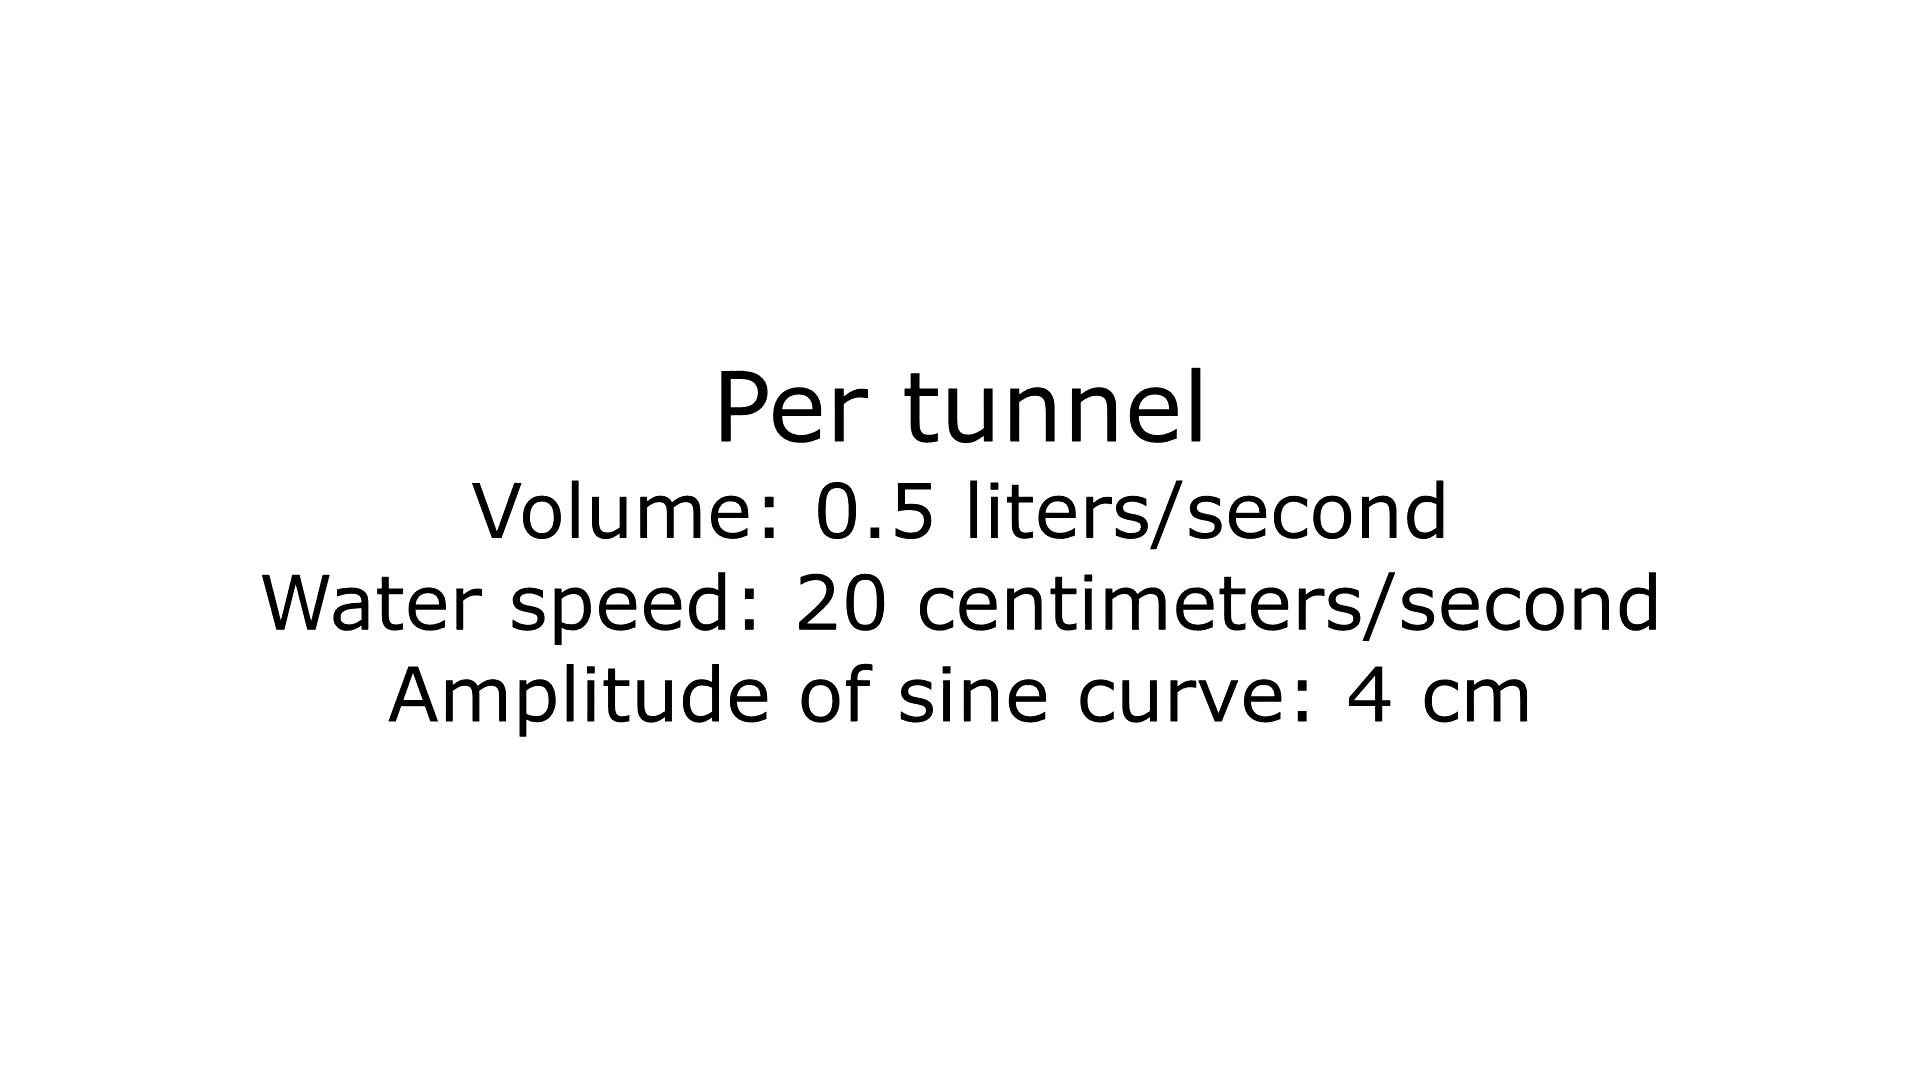 Per tunnel
Volume: 0.5 liters/second
Water speed: 20 centimeters/second
Amplitude of sine curve: 4 cm